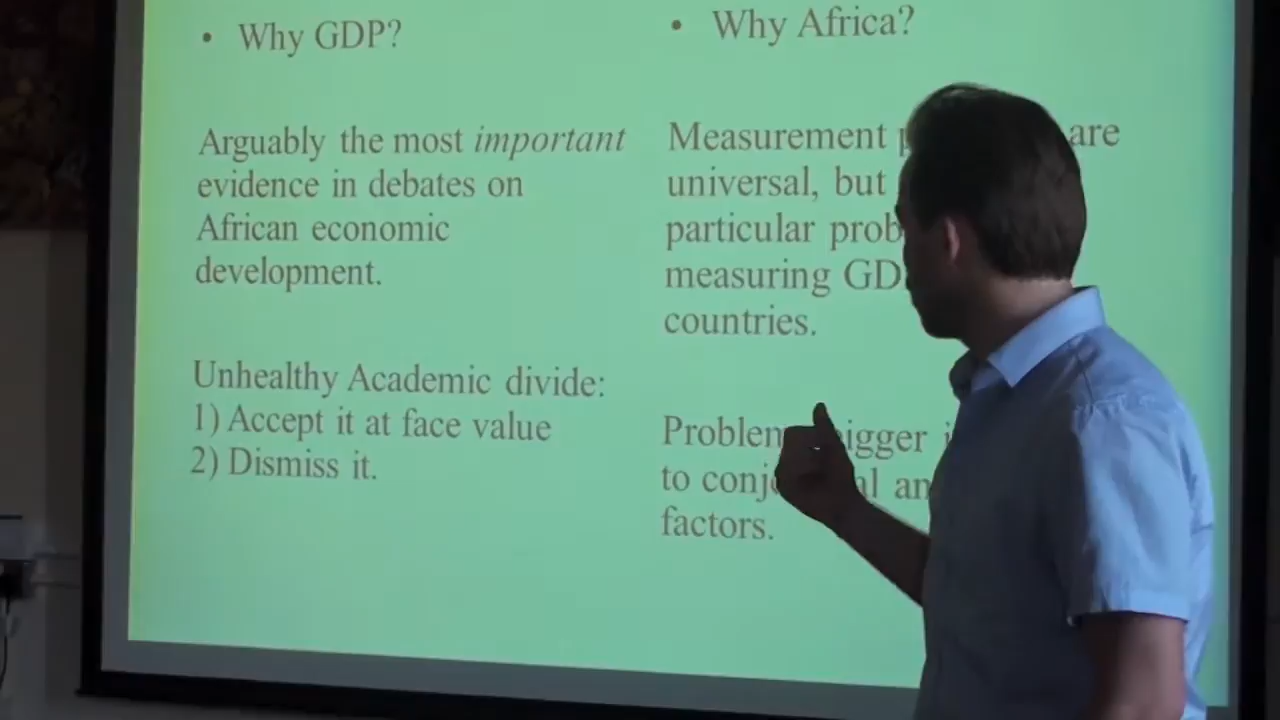 • Why GDP?
Arguably the most important
evidence in debates on
African economic
development.
Unhealthy Academic divide:
1) Accept it at face value
2) Dismiss it.
• Why Africa?
Measurement are
universal, but
particular
measuring
countries.
bigger
to
factors.